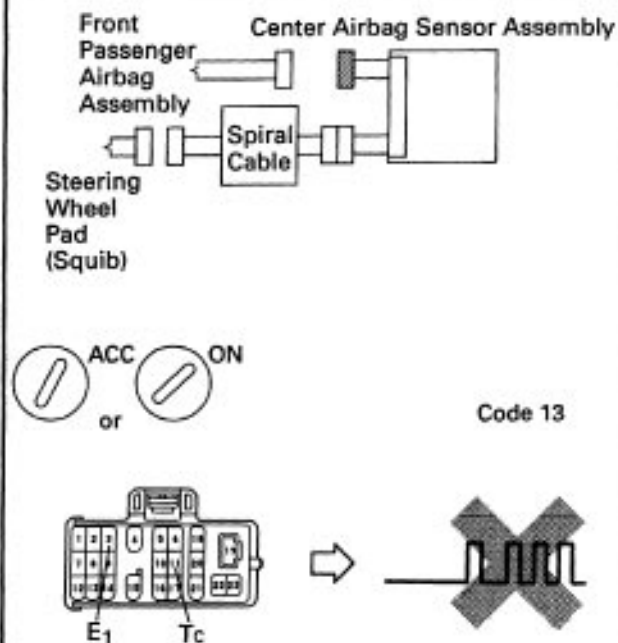 Front
Passenger
Airbag
Assembly
Center Airbag Sensor Assembly
Spiral
Cable
Steering
Wheel
Pad
(Squib)
ACC
ON
or
Code 13
E1
Tc